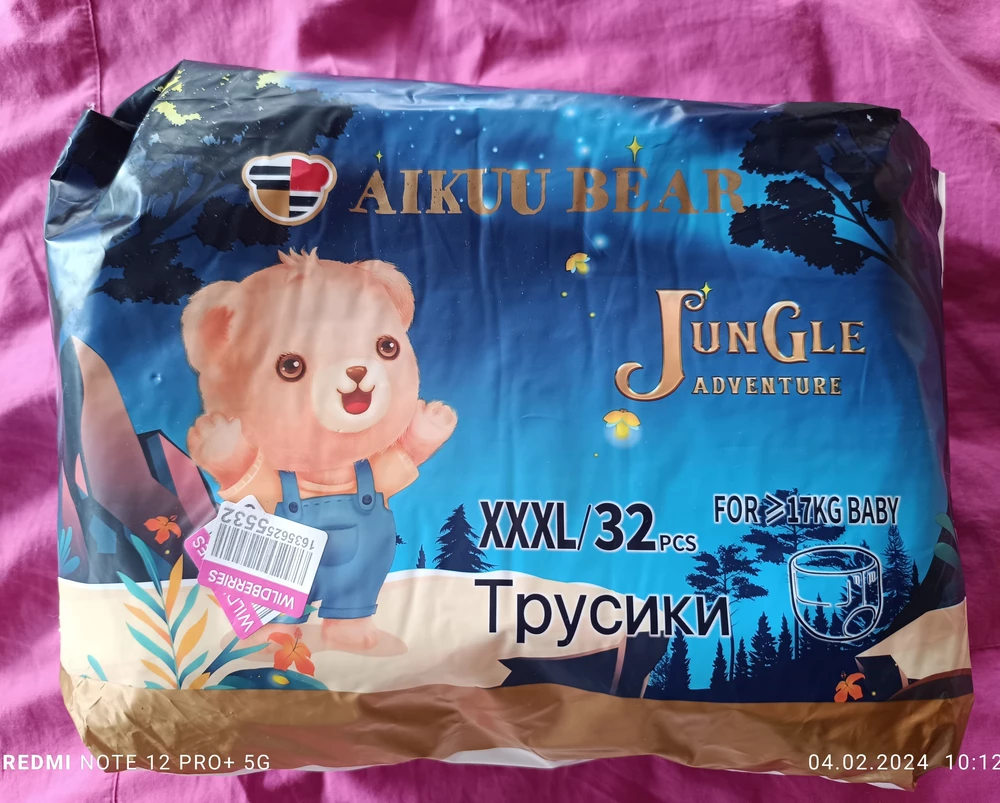 AIKUU BEAR
JUNGLE
ADVENTURE
XXXL/32PCS
FOR ≥17KG BABY
Трусики
WILDBERRIES
REDMI NOTE 12 PRO+ 5G
04.02.2024 10:12